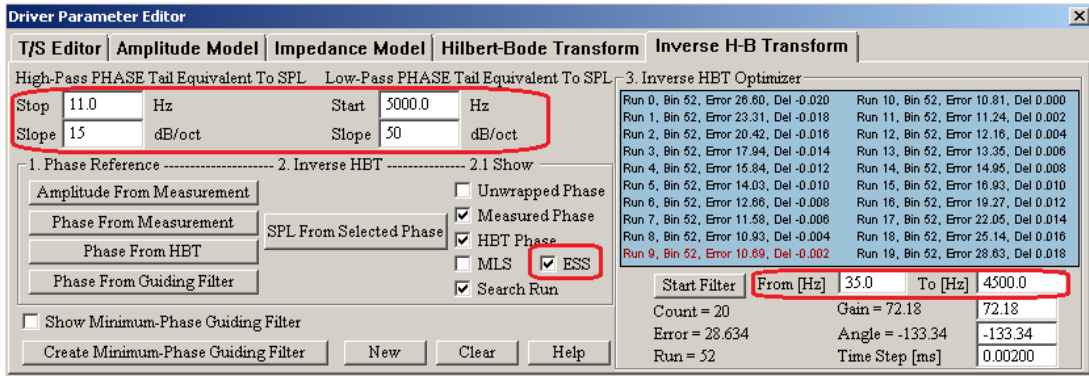 Driver Parameter Editor
T/S Editor Amplitude Model Impedance Model Hilbert-Bode Transform Inverse H-B Transform
High-Pass PHASE Tail Equivalent To SPL Low-Pass PHASE Tail Equivalent To SPL
Stop 11.0 Hz Start 5000.0 Hz
Slope 15 dB/oct Slope 50 dB/oct
1. Phase Reference -------------------- 2. Inverse HBT -------------- 2.1 Show
Amplitude From Measurement
Phase From Measurement
Phase From HBT
Phase From Guiding Filter
SPL From Selected Phase
Unwrapped Phase
Measured Phase
HBT Phase
MLS ESS
Search Run
Show Minimum-Phase Guiding Filter
Create Minimum-Phase Guiding Filter New Clear Help
3. Inverse HBT Optimizer
Run 0, Bin 52, Error 26.60, Del -0.020 Run 10, Bin 52, Error 10.81, Del 0.000
Run 1, Bin 52, Error 23.31, Del -0.018 Run 11, Bin 52, Error 11.24, Del 0.002
Run 2, Bin 52, Error 20.42, Del -0.016 Run 12, Bin 52, Error 12.16, Del 0.004
Run 3, Bin 52, Error 17.94, Del -0.014 Run 13, Bin 52, Error 13.35, Del 0.006
Run 4, Bin 52, Error 15.84, Del -0.012 Run 14, Bin 52, Error 14.95, Del 0.008
Run 5, Bin 52, Error 14.03, Del -0.010 Run 15, Bin 52, Error 16.93, Del 0.010
Run 6, Bin 52, Error 12.66, Del -0.008 Run 16, Bin 52, Error 19.27, Del 0.012
Run 7, Bin 52, Error 11.58, Del -0.006 Run 17, Bin 52, Error 22.05, Del 0.014
Run 8, Bin 52, Error 10.93, Del -0.004 Run 18, Bin 52, Error 25.14, Del 0.016
Run 9, Bin 52, Error 10.69, Del -0.002 Run 19, Bin 52, Error 28.63, Del 0.018
Start Filter From [Hz] 35.0 To [Hz] 4500.0
Count = 20 Gain = 72.18 72.18
Error = 28.634 Angle = -133.34 -133.34
Run = 52 Time Step [ms] 0.00200